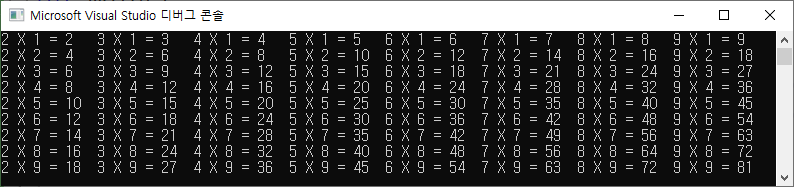 Microsoft Visual Studio 디버그 콘솔
2 X 1 = 2 3 X 1 = 3 4 X 1 = 4 5 X 1 = 5 6 X 1 = 6 7 X 1 = 7 8 X 1 = 8 9 X 1 = 9
2 X 2 = 4 3 X 2 = 6 4 X 2 = 8 5 X 2 = 10 6 X 2 = 12 7 X 2 = 14 8 X 2 = 16 9 X 2 = 18
2 X 3 = 6 3 X 3 = 9 4 X 3 = 12 5 X 3 = 15 6 X 3 = 18 7 X 3 = 21 8 X 3 = 24 9 X 3 = 27
2 X 4 = 8 3 X 4 = 12 4 X 4 = 16 5 X 4 = 20 6 X 4 = 24 7 X 4 = 28 8 X 4 = 32 9 X 4 = 36
2 X 5 = 10 3 X 5 = 15 4 X 5 = 20 5 X 5 = 25 6 X 5 = 30 7 X 5 = 35 8 X 5 = 40 9 X 5 = 45
2 X 6 = 12 3 X 6 = 18 4 X 6 = 24 5 X 6 = 30 6 X 6 = 36 7 X 6 = 42 8 X 6 = 48 9 X 6 = 54
2 X 7 = 14 3 X 7 = 21 4 X 7 = 28 5 X 7 = 35 6 X 7 = 42 7 X 7 = 49 8 X 7 = 56 9 X 7 = 63
2 X 8 = 16 3 X 8 = 24 4 X 8 = 32 5 X 8 = 40 6 X 8 = 48 7 X 8 = 56 8 X 8 = 64 9 X 8 = 72
2 X 9 = 18 3 X 9 = 27 4 X 9 = 36 5 X 9 = 45 6 X 9 = 54 7 X 9 = 63 8 X 9 = 72 9 X 9 = 81